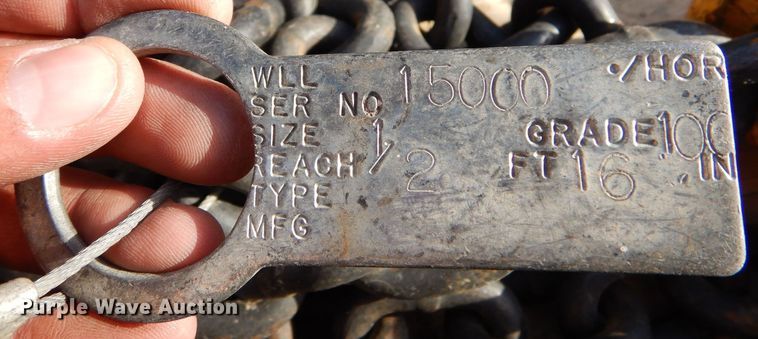 WLL 15000 ·/HOR
SER NO
SIZE 1/2 GRADE 100
REACH FT 16 IN
TYPE
MFG
Purple Wave Auction